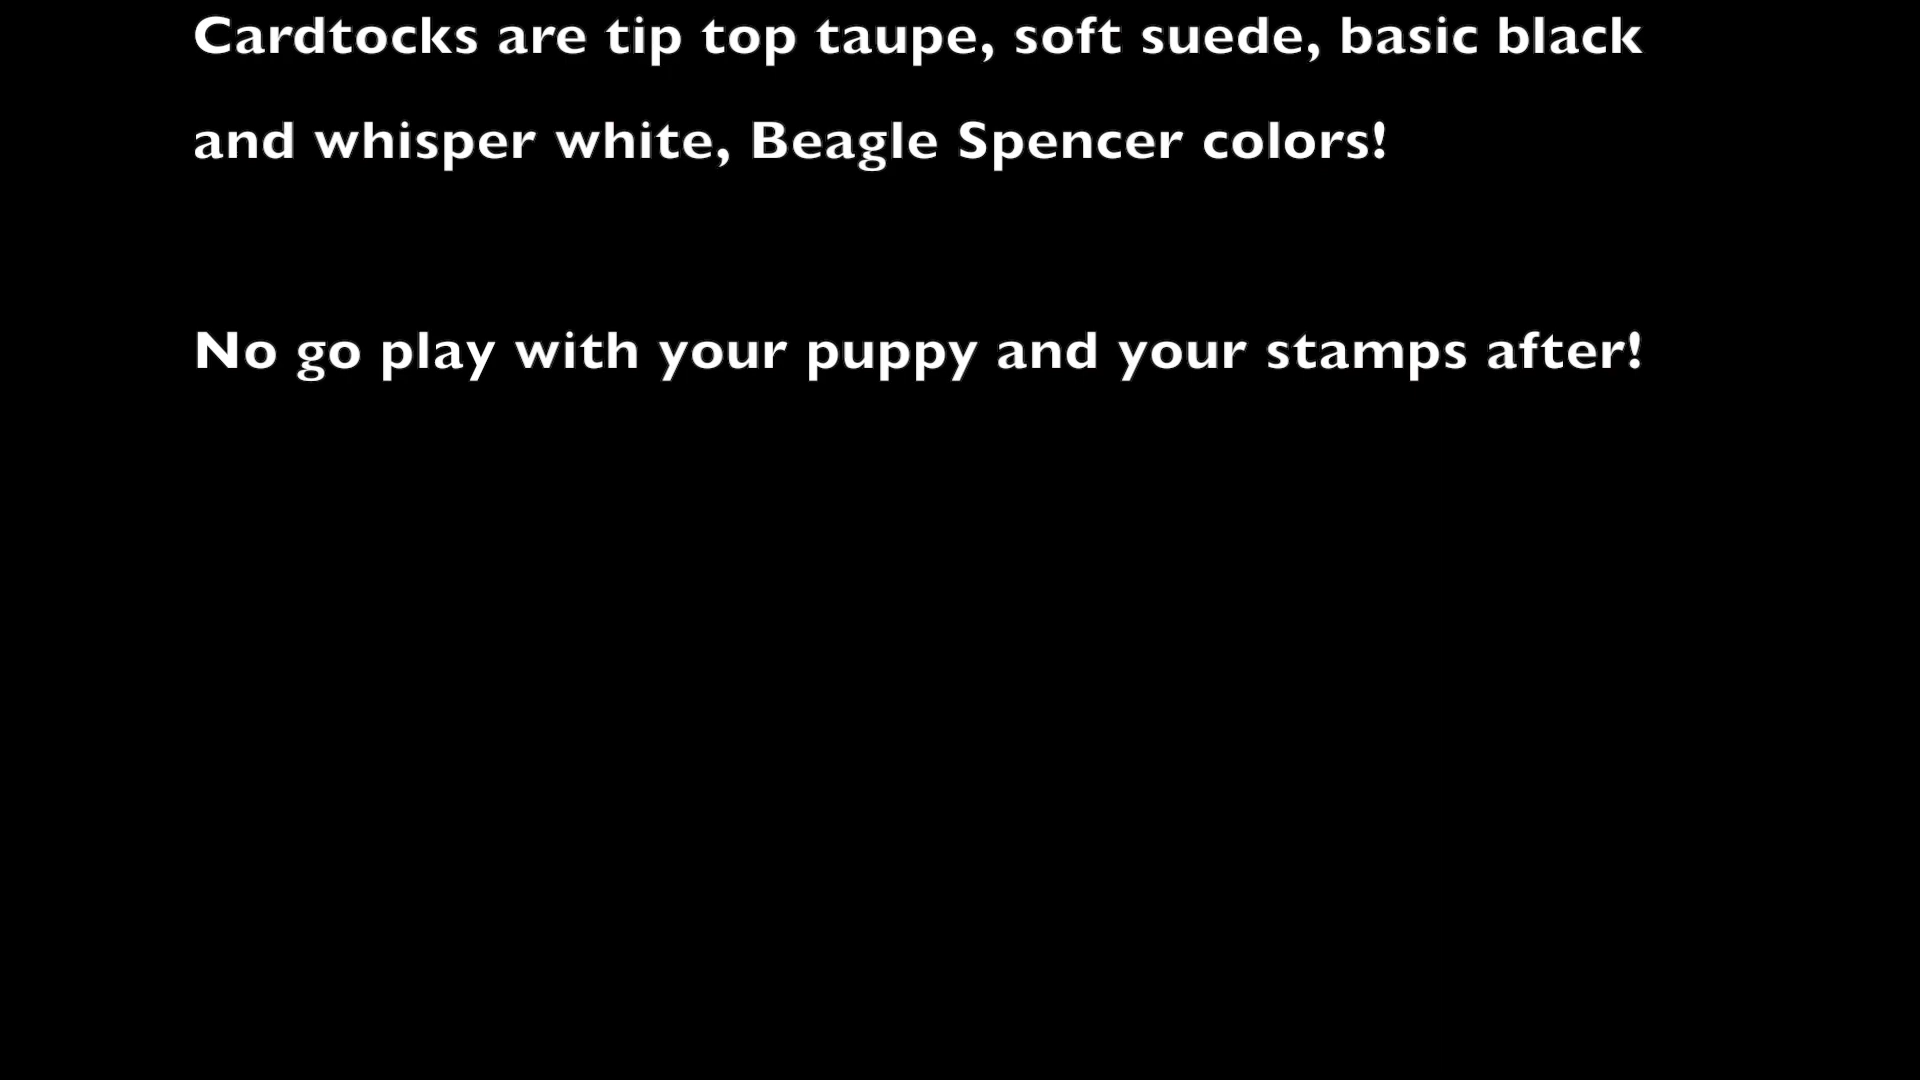 Cardtocks are tip top taupe, soft suede, basic black
and whisper white, Beagle Spencer colors!
No go play with your puppy and your stamps after!